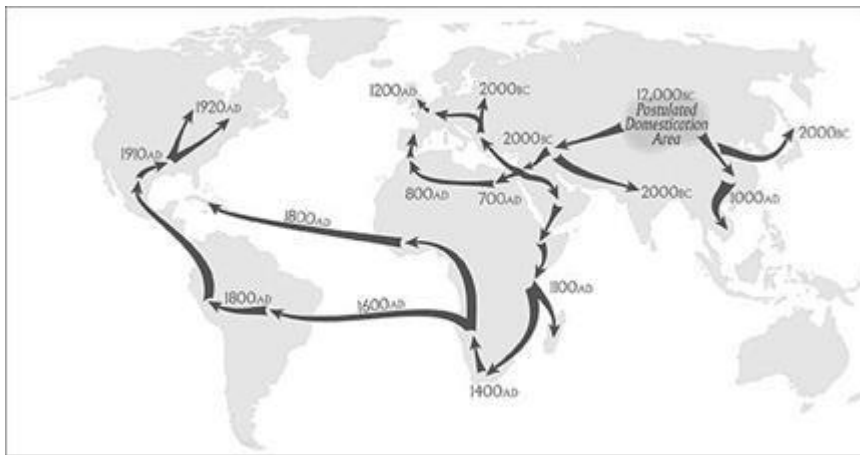 1200AD
2000BC
12,000BC
Postulated
Domestication
Area
1920AD
2000BC
2000BC
1910AD
800AD
700AD
2000BC
1000AD
1800AD
1100AD
1800AD
1600AD
1400AD